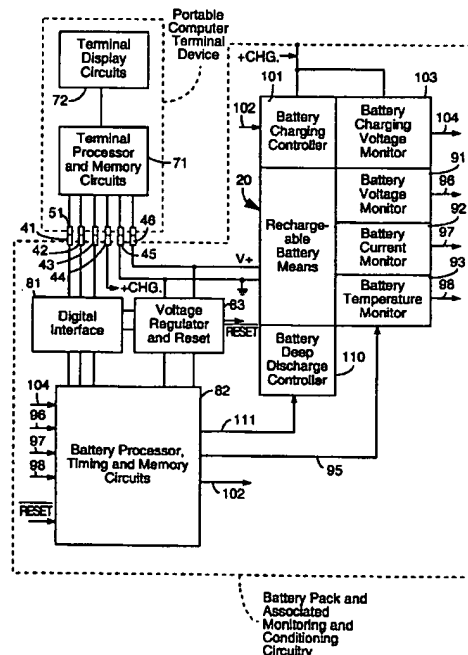 Portable
Computer
Terminal
Device
Terminal
Display
Circuits
72
Terminal
Processor
and Memory
Circuits
71
51
41
42
43
44
46
45
+CHG.
101
103
102
Battery
Charging
Controller
Battery
Charging
Voltage
Monitor
104
91
20
Battery
Voltage
Monitor
96
92
Recharge-
able
Battery
Means
Battery
Current
Monitor
97
93
Battery
Temperature
Monitor
98
V+
+CHG.
81
Digital
Interface
83
Voltage
Regulator
and Reset
RESET
Battery
Deep
Discharge
Controller
110
82
104
96
97
98
RESET
Battery Processor,
Timing and Memory
Circuits
111
95
102
Battery Pack and
Associated
Monitoring and
Conditioning
Circuitry